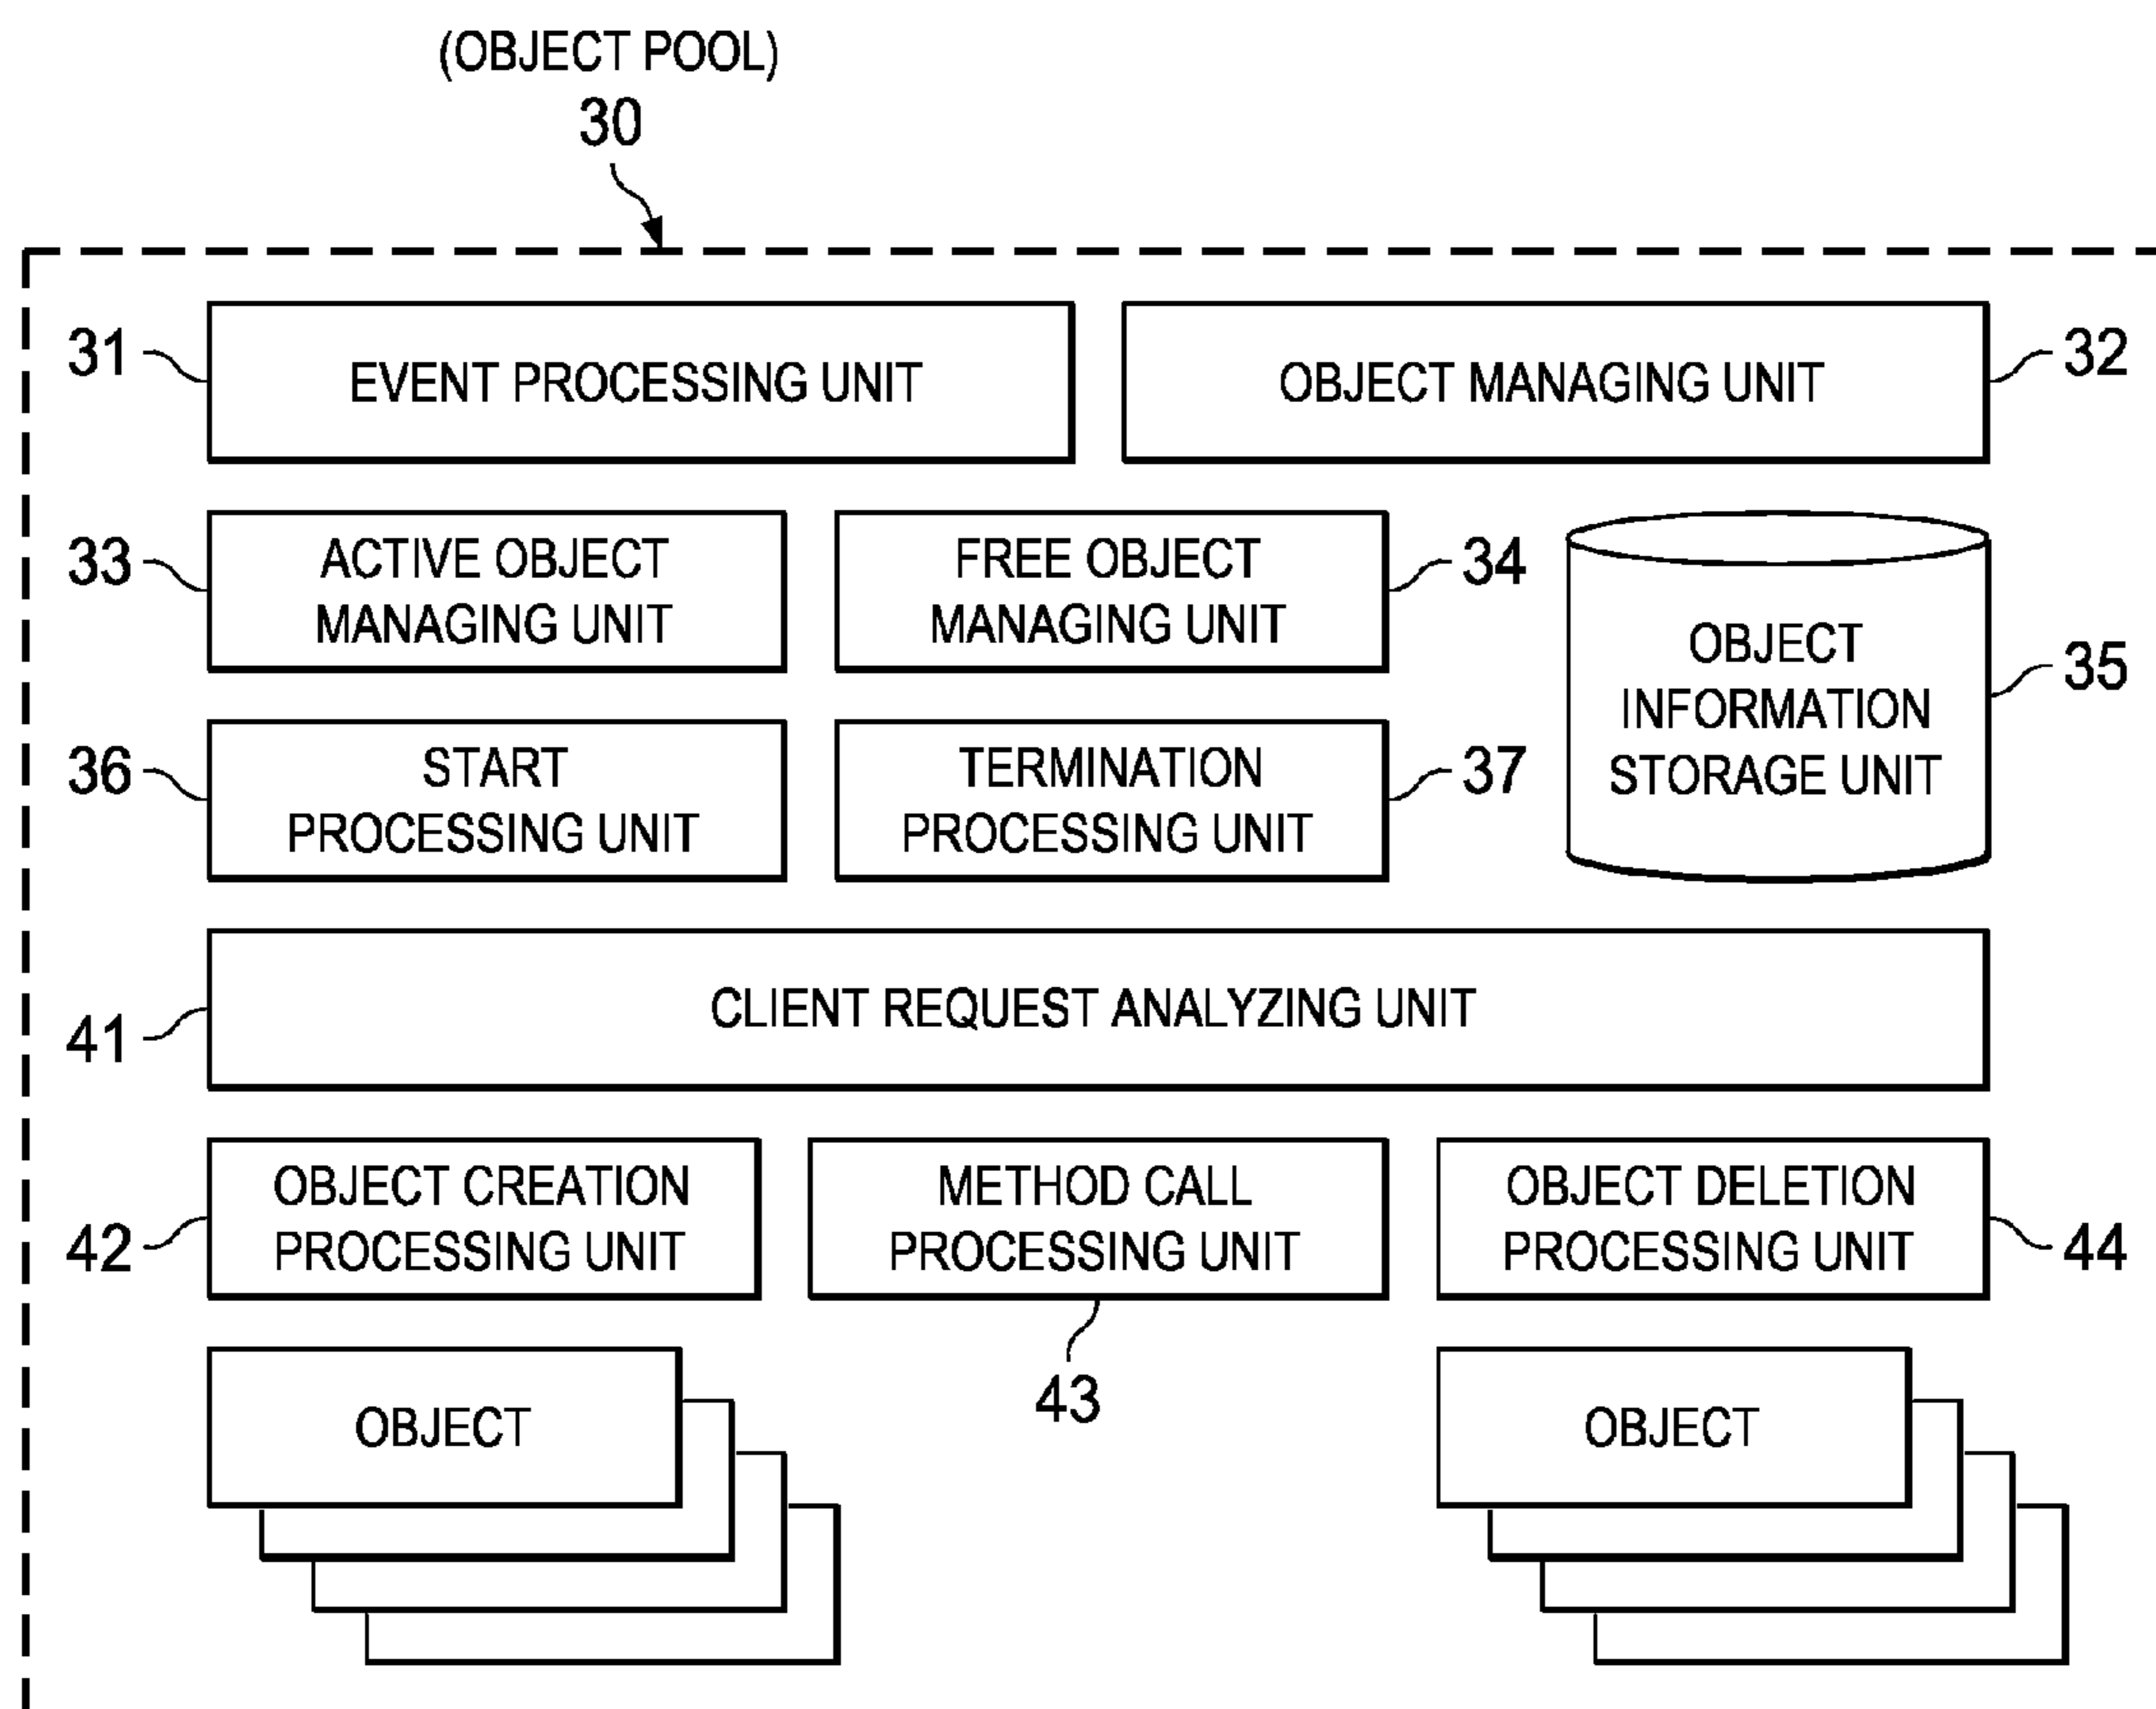 (OBJECT POOL)
30
31
EVENT PROCESSING UNIT
OBJECT MANAGING UNIT
32
33
ACTIVE OBJECT
MANAGING UNIT
FREE OBJECT
MANAGING UNIT
34
OBJECT
INFORMATION
STORAGE UNIT
35
36
START
PROCESSING UNIT
TERMINATION
PROCESSING UNIT
37
41
CLIENT REQUEST ANALYZING UNIT
42
OBJECT CREATION
PROCESSING UNIT
METHOD CALL
PROCESSING UNIT
43
OBJECT DELETION
PROCESSING UNIT
44
OBJECT
OBJECT